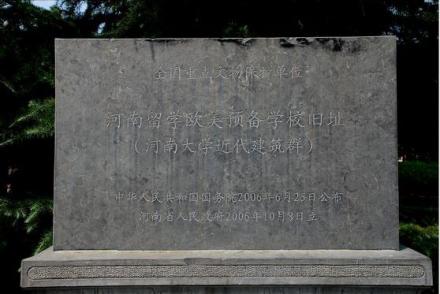 全国重点文物保护单位
河南留学欧美预备学校旧址
（河南大学近代建筑群）
中华人民共和国国务院2006年6月25日公布
河南省人民政府2006年10月8日立